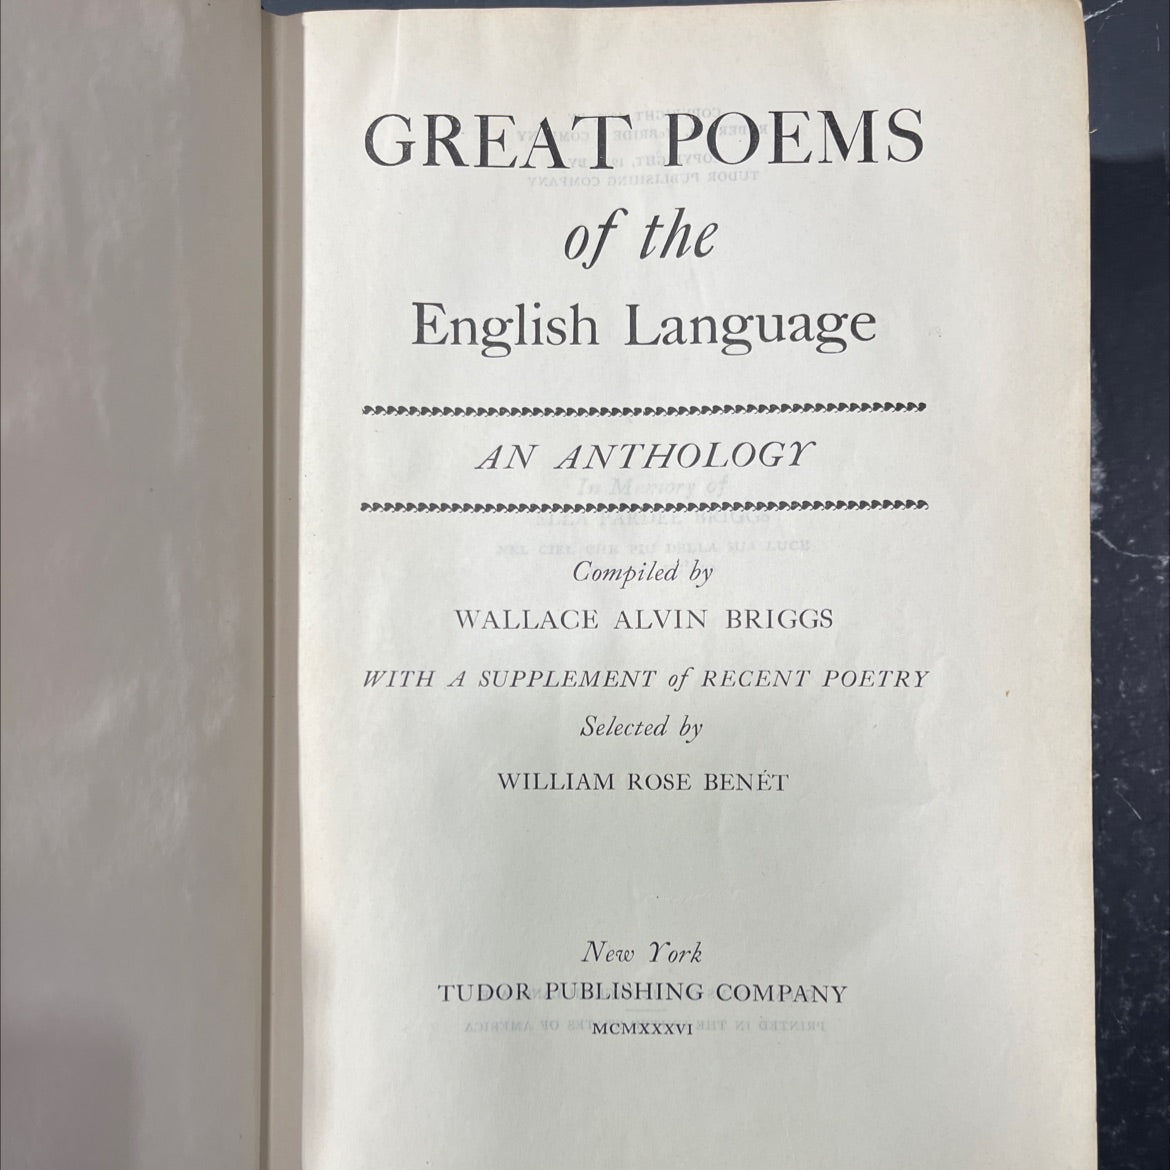 GREAT POEMS
of the
English Language
AN ANTHOLOGY
Compiled by
WALLACE ALVIN BRIGGS
WITH A SUPPLEMENT of RECENT POETRY
Selected by
WILLIAM ROSE BENÉT
New York
TUDOR PUBLISHING COMPANY
MCMXXXVI